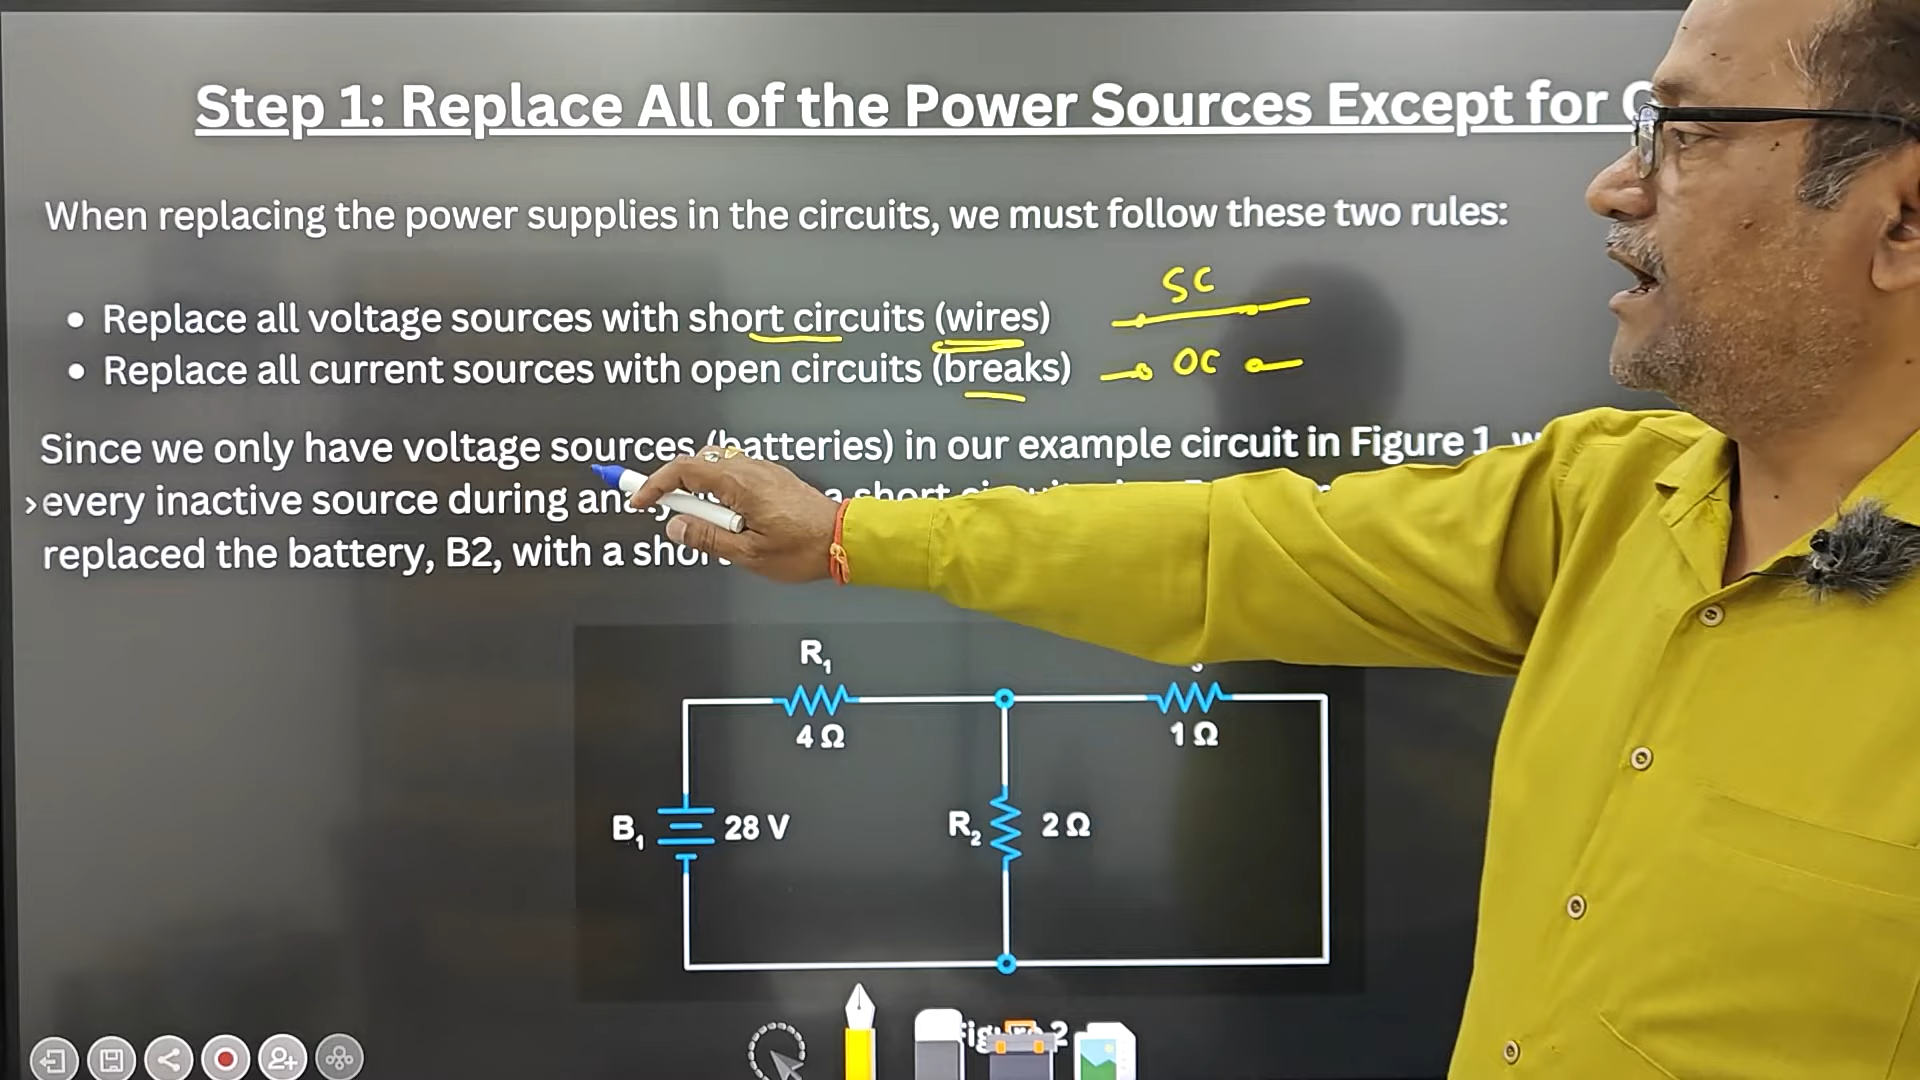 Step 1: Replace All of the Power Sources Except for
When replacing the power supplies in the circuits, we must follow these two rules:
• Replace all voltage sources with short circuits (wires)
SC
• Replace all current sources with open circuits (breaks)
OC
Since we only have voltage sources (batteries) in our example circuit in Figure 1,
every inactive source during a short
replaced the battery, B2, with a short
R₁
4 Ω
1 Ω
B₁ 28 V
R₂ 2 Ω